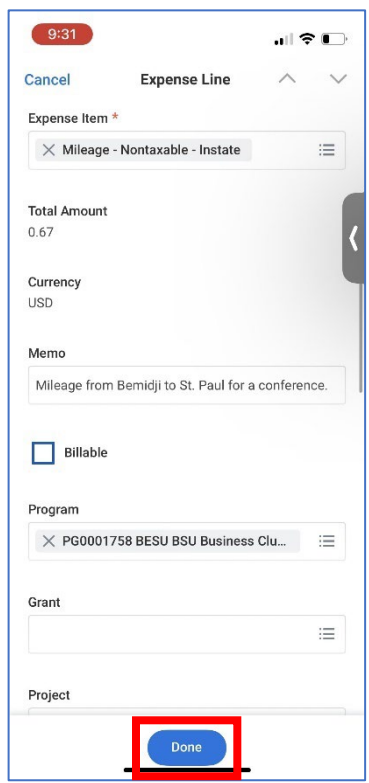 9:31
Cancel Expense Line
Expense Item *
Mileage - Nontaxable - Instate
Total Amount
0.67
Currency
USD
Memo
Mileage from Bemidji to St. Paul for a conference.
Billable
Program
PG0001758 BESU BSU Business Clu...
Grant
Project
Done